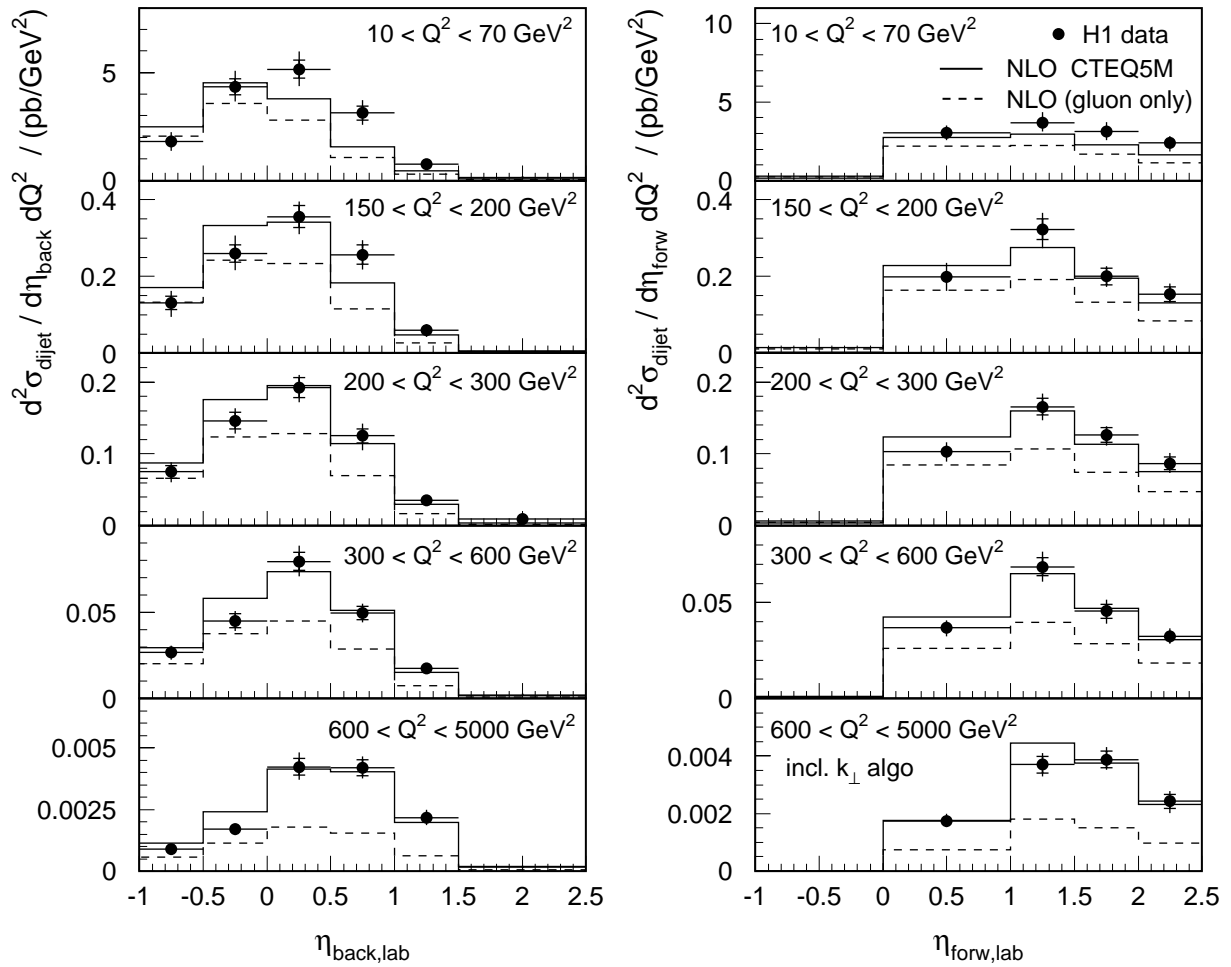 d²σ_dijet / dη_back dQ² / (pb/GeV²)
10 < Q² < 70 GeV²
5
0
150 < Q² < 200 GeV²
0.4
0.2
0
200 < Q² < 300 GeV²
0.2
0.1
0
300 < Q² < 600 GeV²
0.05
0
600 < Q² < 5000 GeV²
0.005
0.0025
0
-1 -0.5 0 0.5 1 1.5 2 2.5
η_back,lab
d²σ_dijet / dη_forw dQ² / (pb/GeV²)
10 < Q² < 70 GeV²
H1 data
NLO CTEQ5M
NLO (gluon only)
10
8
6
4
2
0
150 < Q² < 200 GeV²
0.4
0.2
0
200 < Q² < 300 GeV²
0.2
0.1
0
300 < Q² < 600 GeV²
0.05
0
600 < Q² < 5000 GeV²
incl. k⊥ algo
0.004
0.002
0
-1 -0.5 0 0.5 1 1.5 2 2.5
η_forw,lab